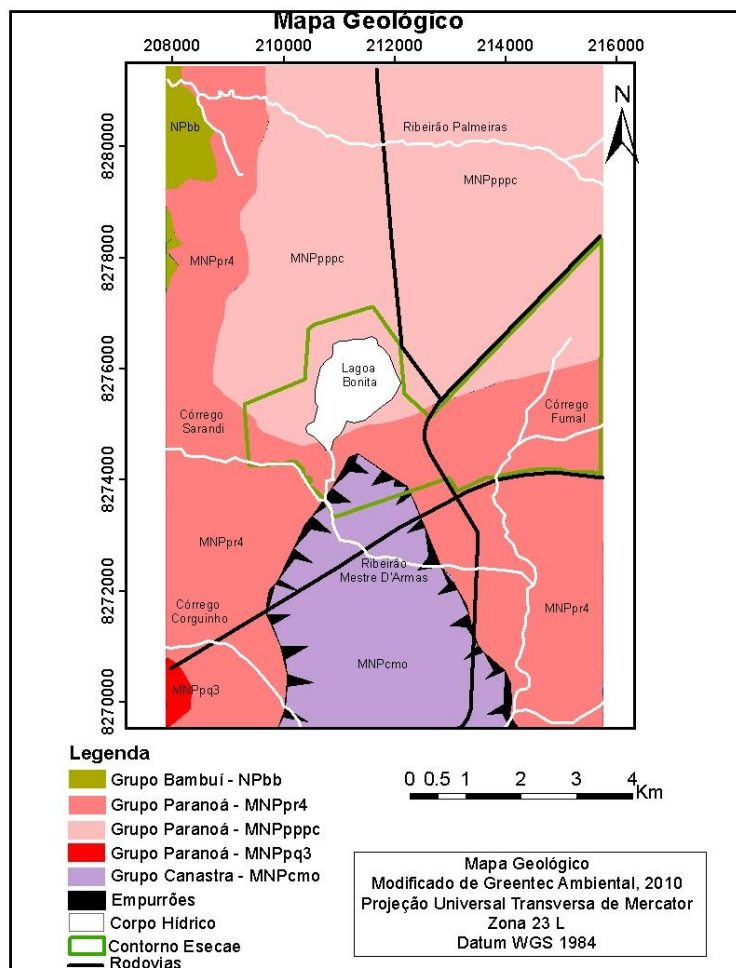 Mapa Geológico
208000 210000 212000 214000 216000
8280000
8278000
8276000
8274000
8272000
8270000
N
NPbb
Ribeirão Palmeiras
MNPpppc
MNPpr4
MNPpppc
Lagoa
Bonita
Córrego
Sarandi
Córrego
Fumal
MNPpr4
Ribeirão
Mestre D'Armas
Córrego
Corguinho
MNPpr4
MNPcmo
MNPpq3
Legenda
Grupo Bambuí - NPbb
Grupo Paranoá - MNPpr4
Grupo Paranoá - MNPpppc
Grupo Paranoá - MNPpq3
Grupo Canastra - MNPcmo
Empurrões
Corpo Hídrico
Contorno Esecae
Rodovias
0 0.5 1 2 3 4
Km
Mapa Geológico
Modificado de Greentec Ambiental, 2010
Projeção Universal Transversa de Mercator
Zona 23 L
Datum WGS 1984